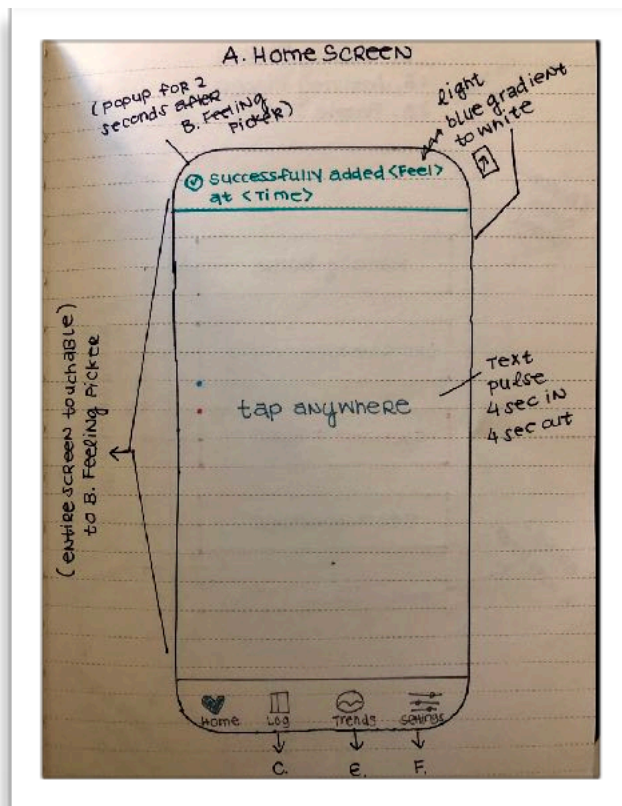 A. Home Screen
(popup for 2
seconds after
B. Feeling
Picker)
light
blue gradient
to white
Successfully added <Feel>
at <Time>
(entire screen touchable)
to B. Feeling Picker
tap anywhere
Text
pulse
4 sec in
4 sec out
Home Log Trends Settings
C. E. F.